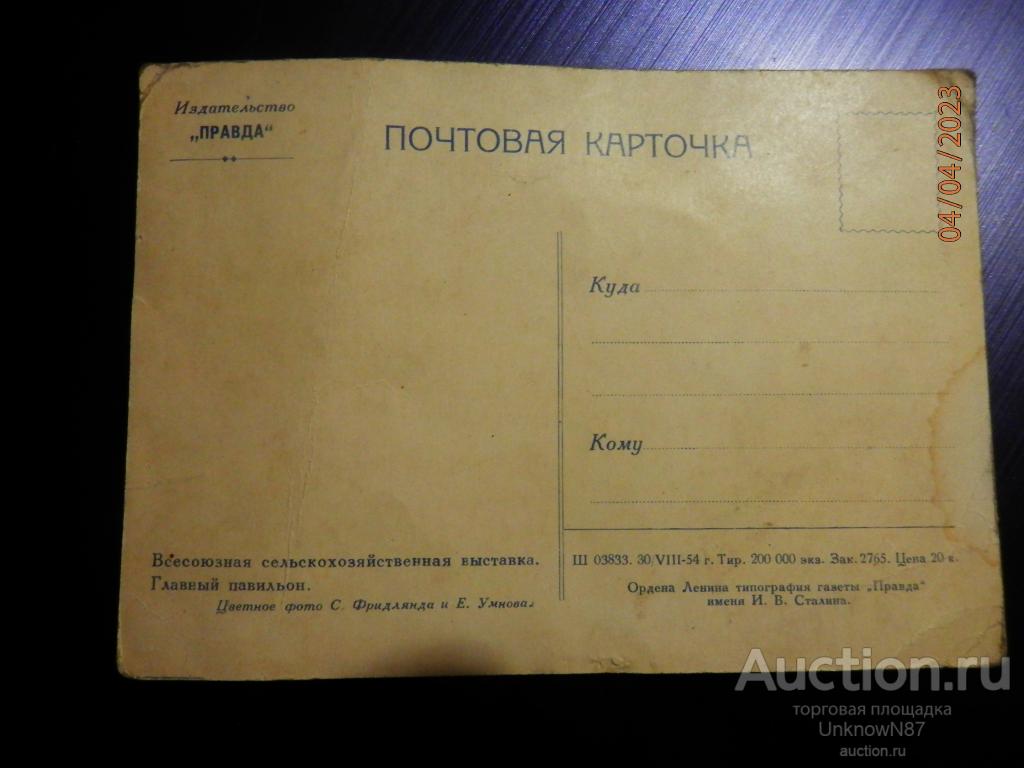 Издательство
„ПРАВДА“
ПОЧТОВАЯ КАРТОЧКА
04/04/2023
Куда
Кому
Всесоюзная сельскохозяйственная выставка.
Главный павильон.
Цветное фото С. Фридлянда и Е. Умнова.
Ш 03833. 30/VIII-54 г. Тир. 200 000 экз. Зак. 2765. Цена 20 к.
Ордена Ленина типография газеты „Правда“
имени И. В. Сталина.
Auction.ru
торговая площадка
UnknowN87
auction.ru